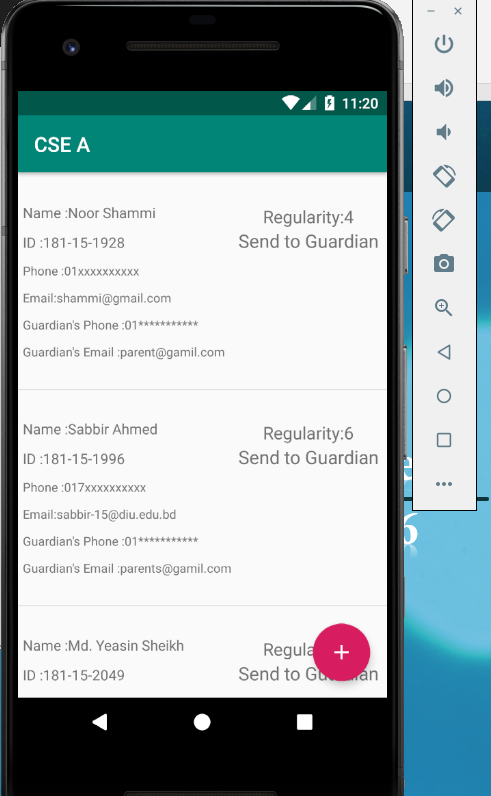 11:20
CSE A
Name :Noor Shammi
Regularity:4
ID :181-15-1928
Send to Guardian
Phone :01xxxxxxxxxx
Email:shammi@gmail.com
Guardian's Phone :01***********
Guardian's Email :parent@gamil.com
Name :Sabbir Ahmed
Regularity:6
ID :181-15-1996
Send to Guardian
Phone :017xxxxxxxxxx
Email:sabbir-15@diu.edu.bd
Guardian's Phone :01***********
Guardian's Email :parents@gamil.com
Name :Md. Yeasin Sheikh
ID :181-15-2049
Send to Guardian
e
6